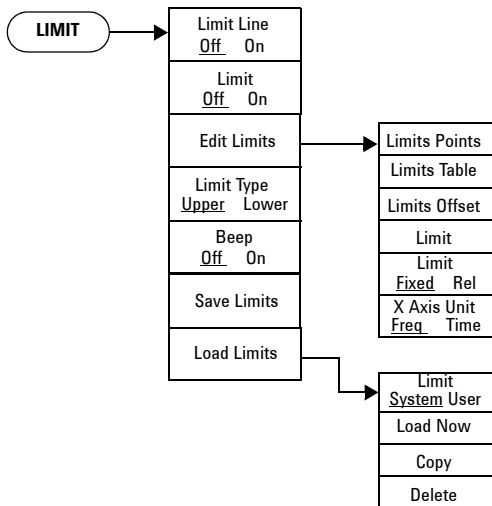 LIMIT
Limit Line
Off On
Limit
Off On
Edit Limits
Limit Type
Upper Lower
Beep
Off On
Save Limits
Load Limits
Limits Points
Limits Table
Limits Offset
Limit
Limit
Fixed Rel
X Axis Unit
Freq Time
Limit
System User
Load Now
Copy
Delete